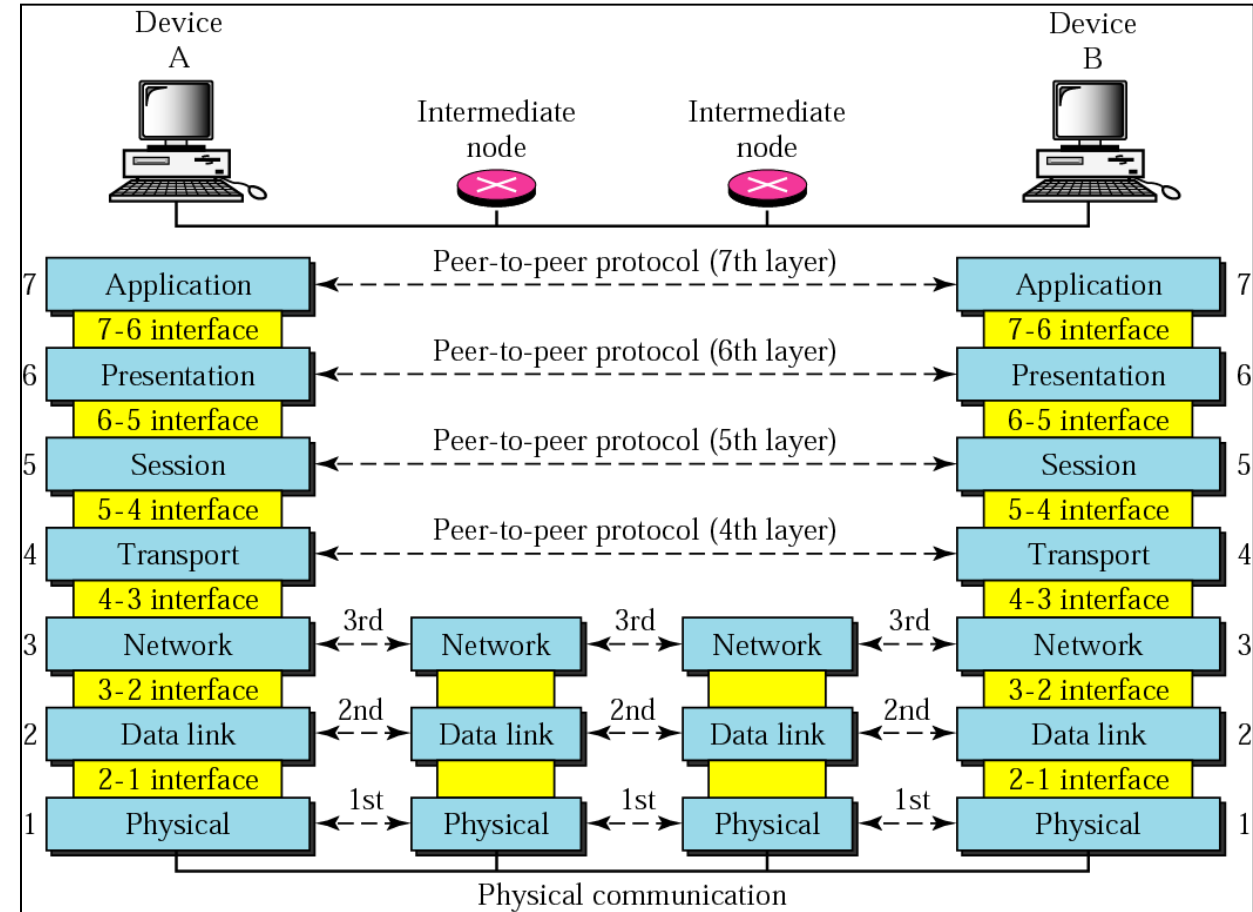 Device
A
Device
B
Intermediate
node
Intermediate
node
Peer-to-peer protocol (7th layer)
7 Application Application 7
7-6 interface 7-6 interface
Peer-to-peer protocol (6th layer)
6 Presentation Presentation 6
6-5 interface 6-5 interface
Peer-to-peer protocol (5th layer)
5 Session Session 5
5-4 interface 5-4 interface
Peer-to-peer protocol (4th layer)
4 Transport Transport 4
4-3 interface 4-3 interface
3rd 3rd 3rd
3 Network Network Network Network 3
3-2 interface 3-2 interface
2nd 2nd 2nd
2 Data link Data link Data link Data link 2
2-1 interface 2-1 interface
1st 1st 1st
1 Physical Physical Physical Physical 1
Physical communication